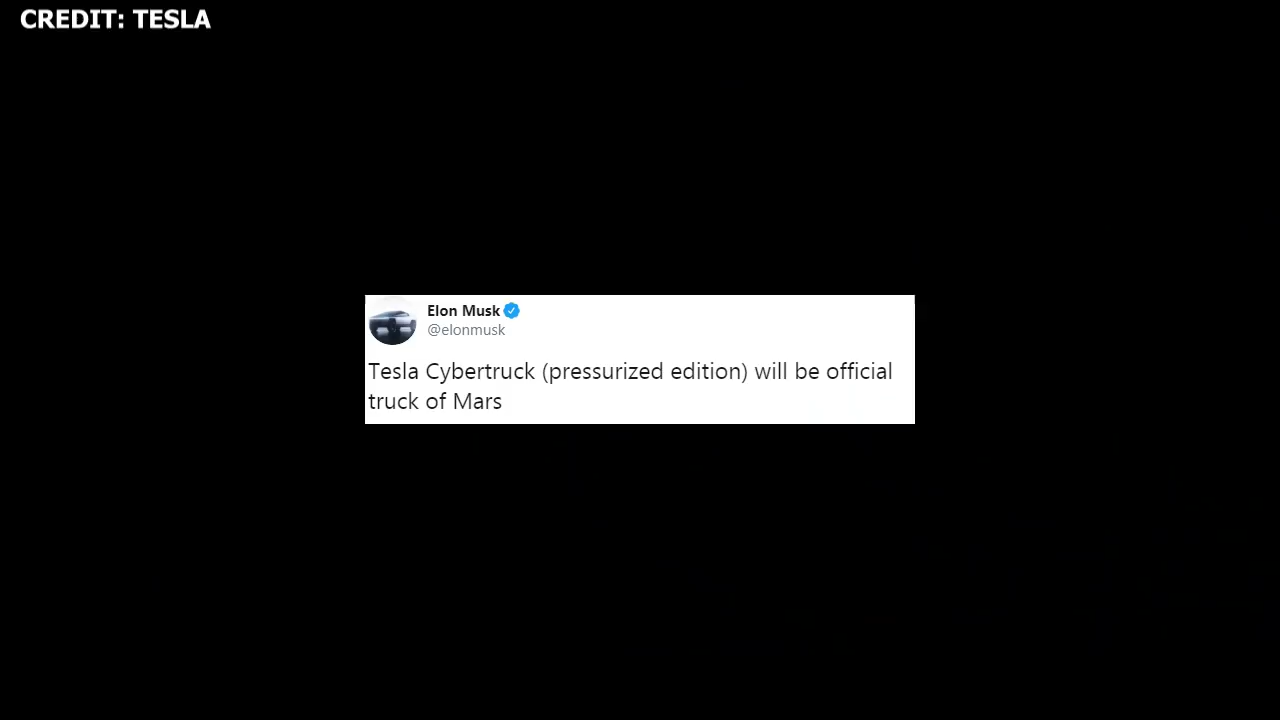 CREDIT: TESLA
Elon Musk
@elonmusk
Tesla Cybertruck (pressurized edition) will be official
truck of Mars